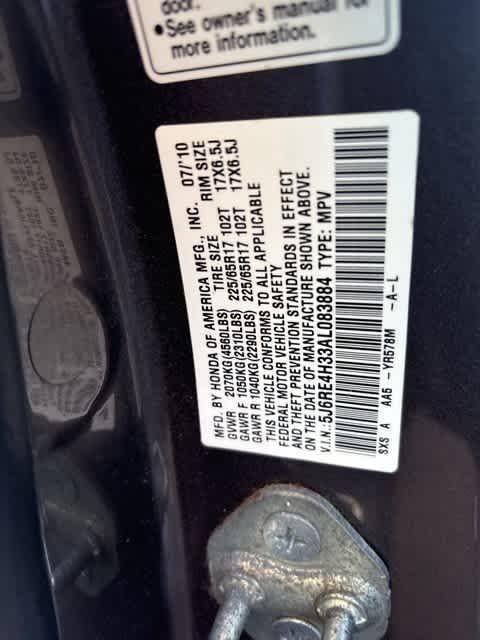 door.
•See owner's manual for
more information.
MFD. BY HONDA OF AMERICA MFG., INC. 07/'10
TIRE SIZE RIM SIZE
GVWR 2070KG(4560LBS)
GAWR F 1050KG(2310LBS) 225/65R17 102T 17X6.5J
GAWR R 1040KG(2290LBS) 225/65R17 102T 17X6.5J
THIS VEHICLE CONFORMS TO ALL APPLICABLE
FEDERAL MOTOR VEHICLE SAFETY
AND THEFT PREVENTION STANDARDS IN EFFECT
ON THE DATE OF MANUFACTURE SHOWN ABOVE.
V.I.N.:5J6RE4H33AL083884 TYPE: MPV
SXS A AA5 -YR578M -A-L